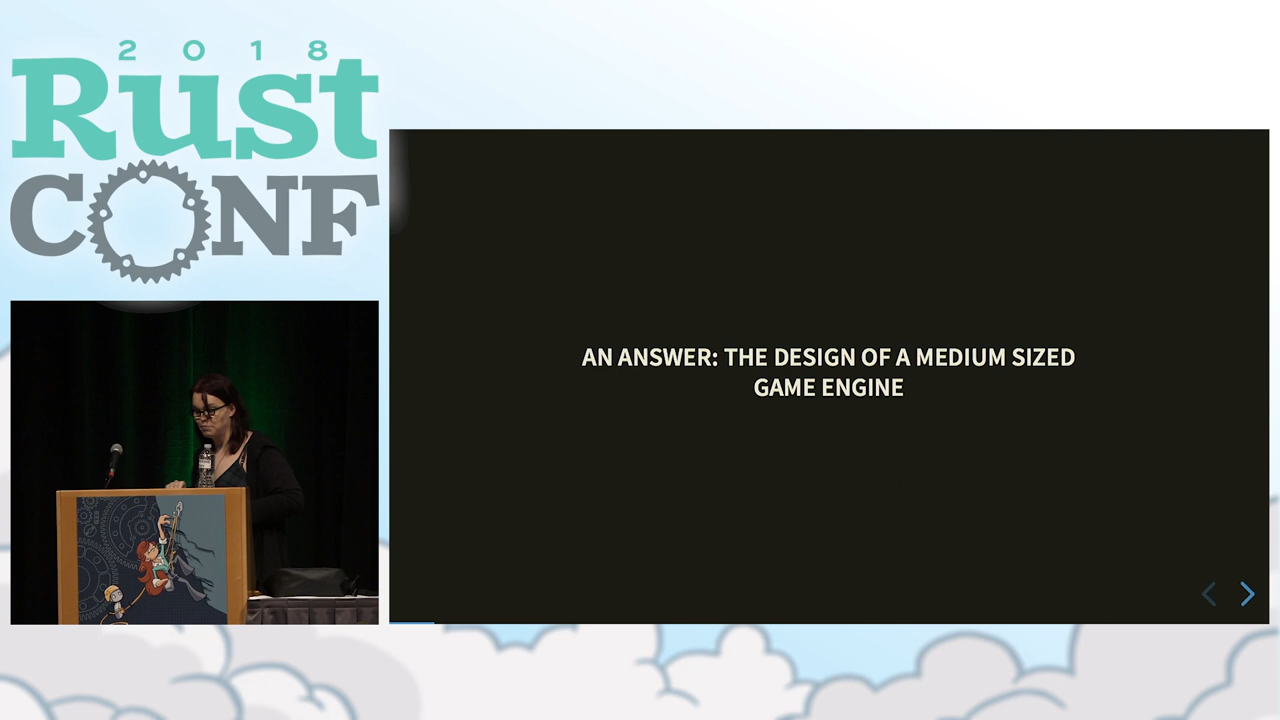 2018
Rust
CONF
AN ANSWER: THE DESIGN OF A MEDIUM SIZED
GAME ENGINE